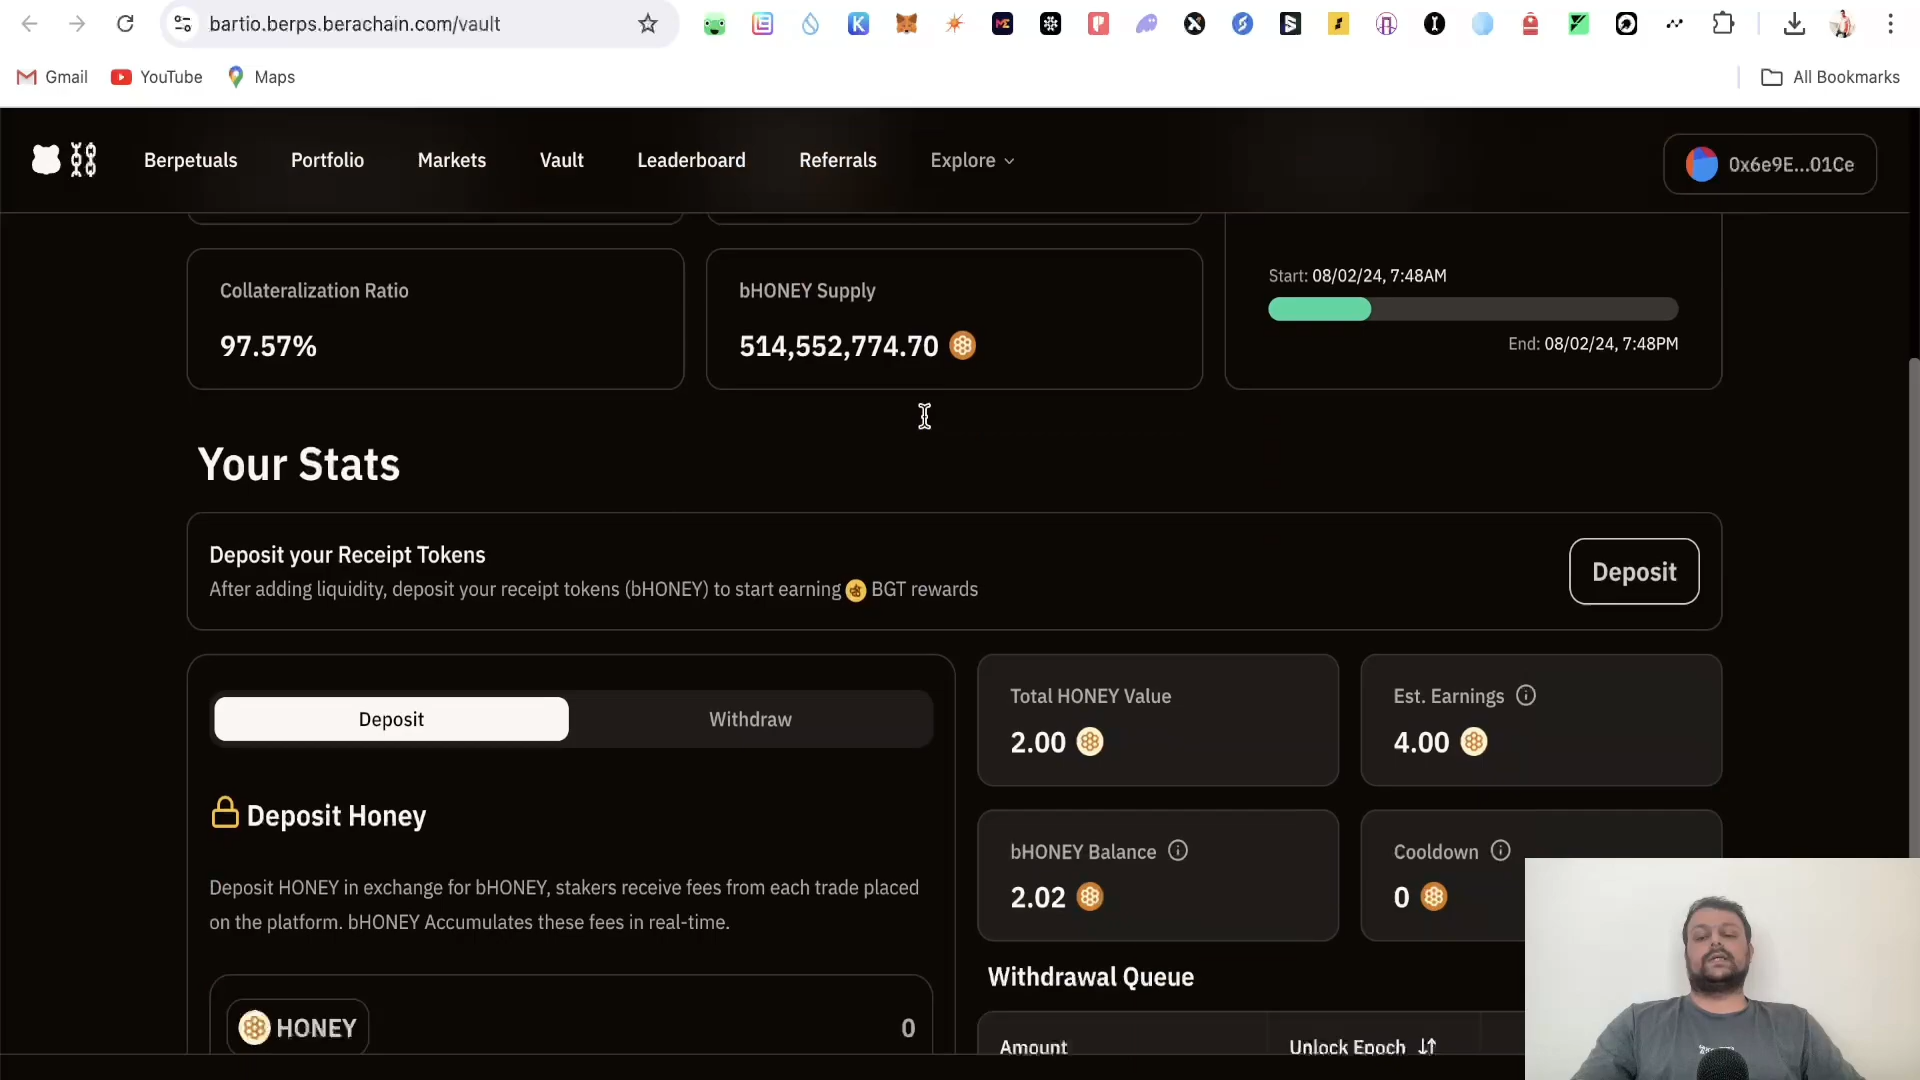 bartio.berps.berachain.com/vault
Gmail YouTube Maps All Bookmarks
Berpetuals Portfolio Markets Vault Leaderboard Referrals Explore 0x6e9E...01Ce
Collateralization Ratio
97.57%
bHONEY Supply
514,552,774.70
Start: 08/02/24, 7:48AM
End: 08/02/24, 7:48PM
Your Stats
Deposit your Receipt Tokens
After adding liquidity, deposit your receipt tokens (bHONEY) to start earning BGT rewards
Deposit
Deposit Withdraw
Deposit Honey
Deposit HONEY in exchange for bHONEY, stakers receive fees from each trade placed
on the platform. bHONEY Accumulates these fees in real-time.
HONEY 0
Total HONEY Value
2.00
Est. Earnings
4.00
bHONEY Balance
2.02
Cooldown
0
Withdrawal Queue
Amount Unlock Epoch